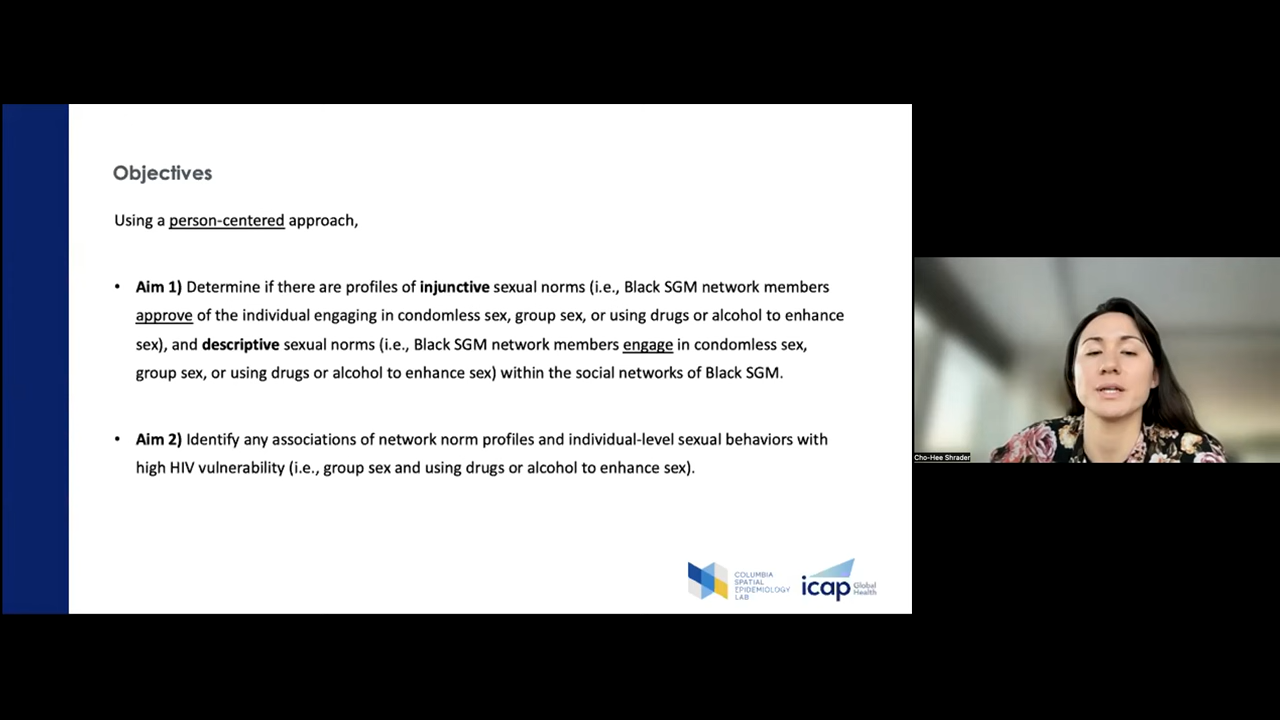 Objectives
Using a person-centered approach,
• Aim 1) Determine if there are profiles of injunctive sexual norms (i.e., Black SGM network members
approve of the individual engaging in condomless sex, group sex, or using drugs or alcohol to enhance
sex), and descriptive sexual norms (i.e., Black SGM network members engage in condomless sex,
group sex, or using drugs or alcohol to enhance sex) within the social networks of Black SGM.
• Aim 2) Identify any associations of network norm profiles and individual-level sexual behaviors with
high HIV vulnerability (i.e., group sex and using drugs or alcohol to enhance sex).
COLUMBIA
SPATIAL
EPIDEMIOLOGY
LAB
icap Global
Health
Cho-Hee Shrader